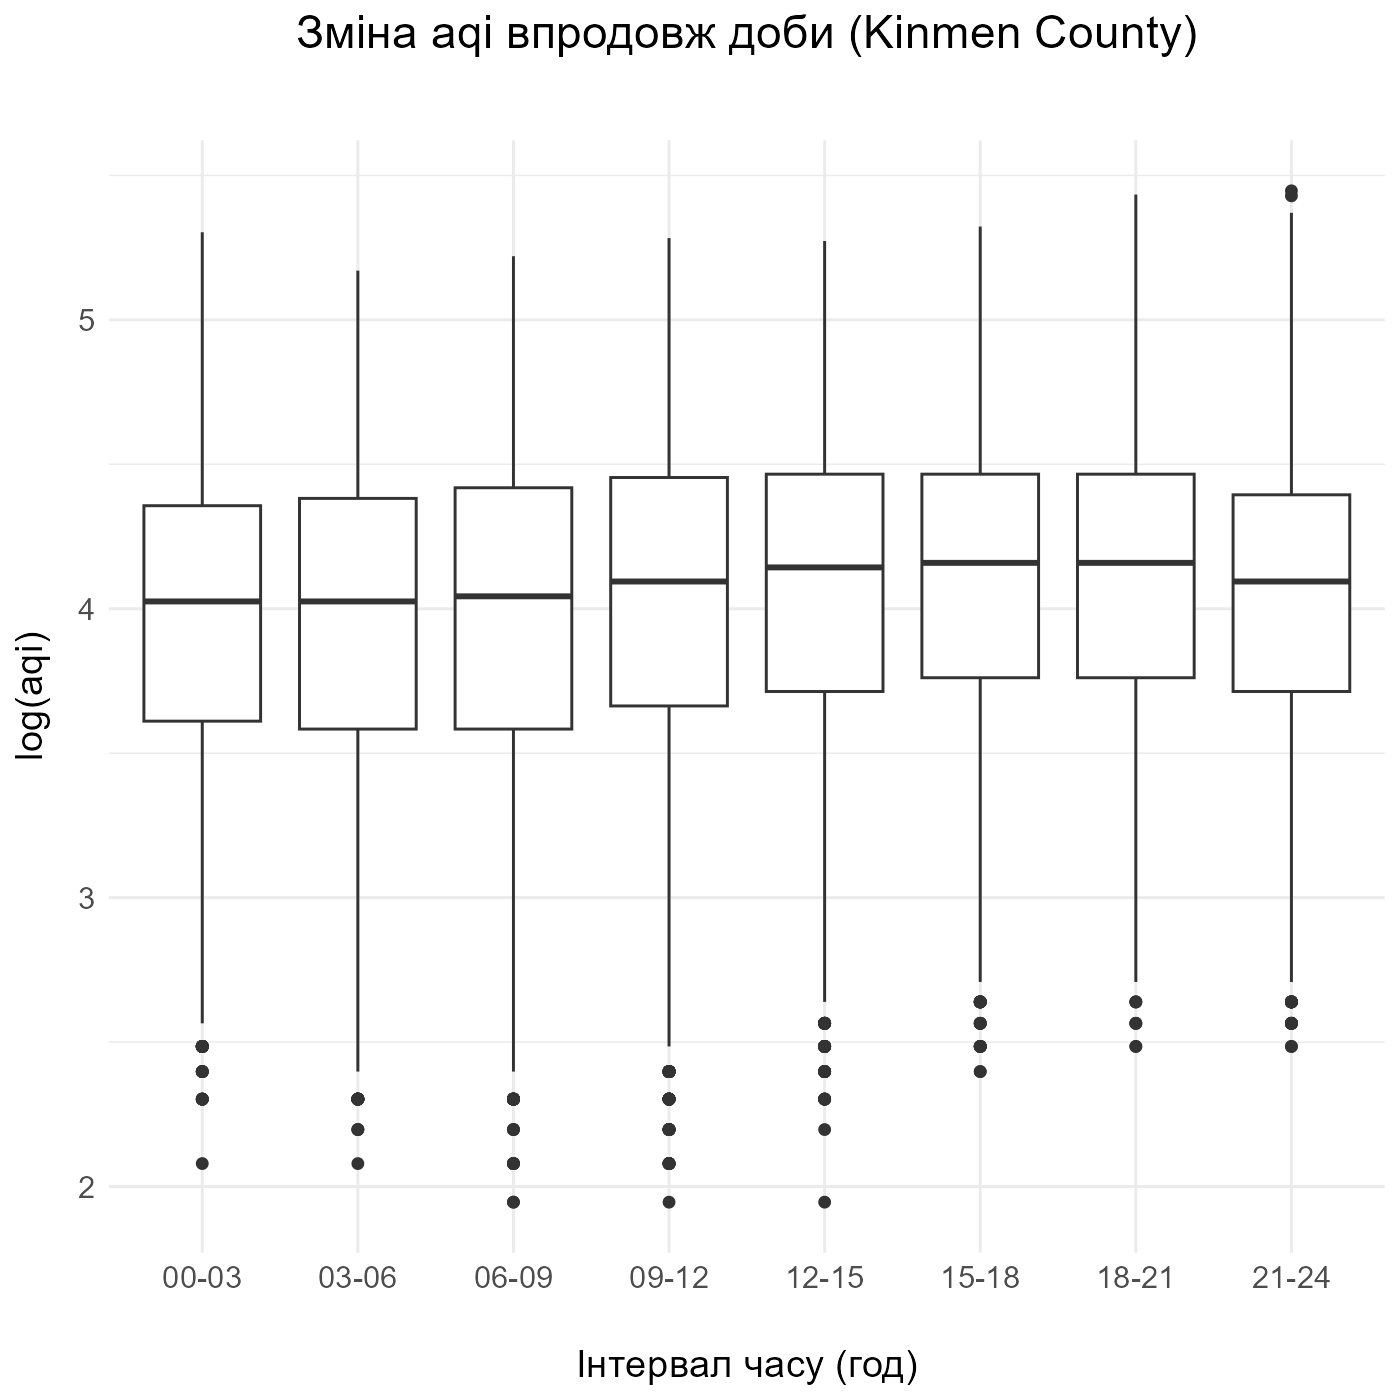 Зміна aqi впродовж доби (Kinmen County)
log(aqi)
5
4
3
2
00-03 03-06 06-09 09-12 12-15 15-18 18-21 21-24
Інтервал часу (год)